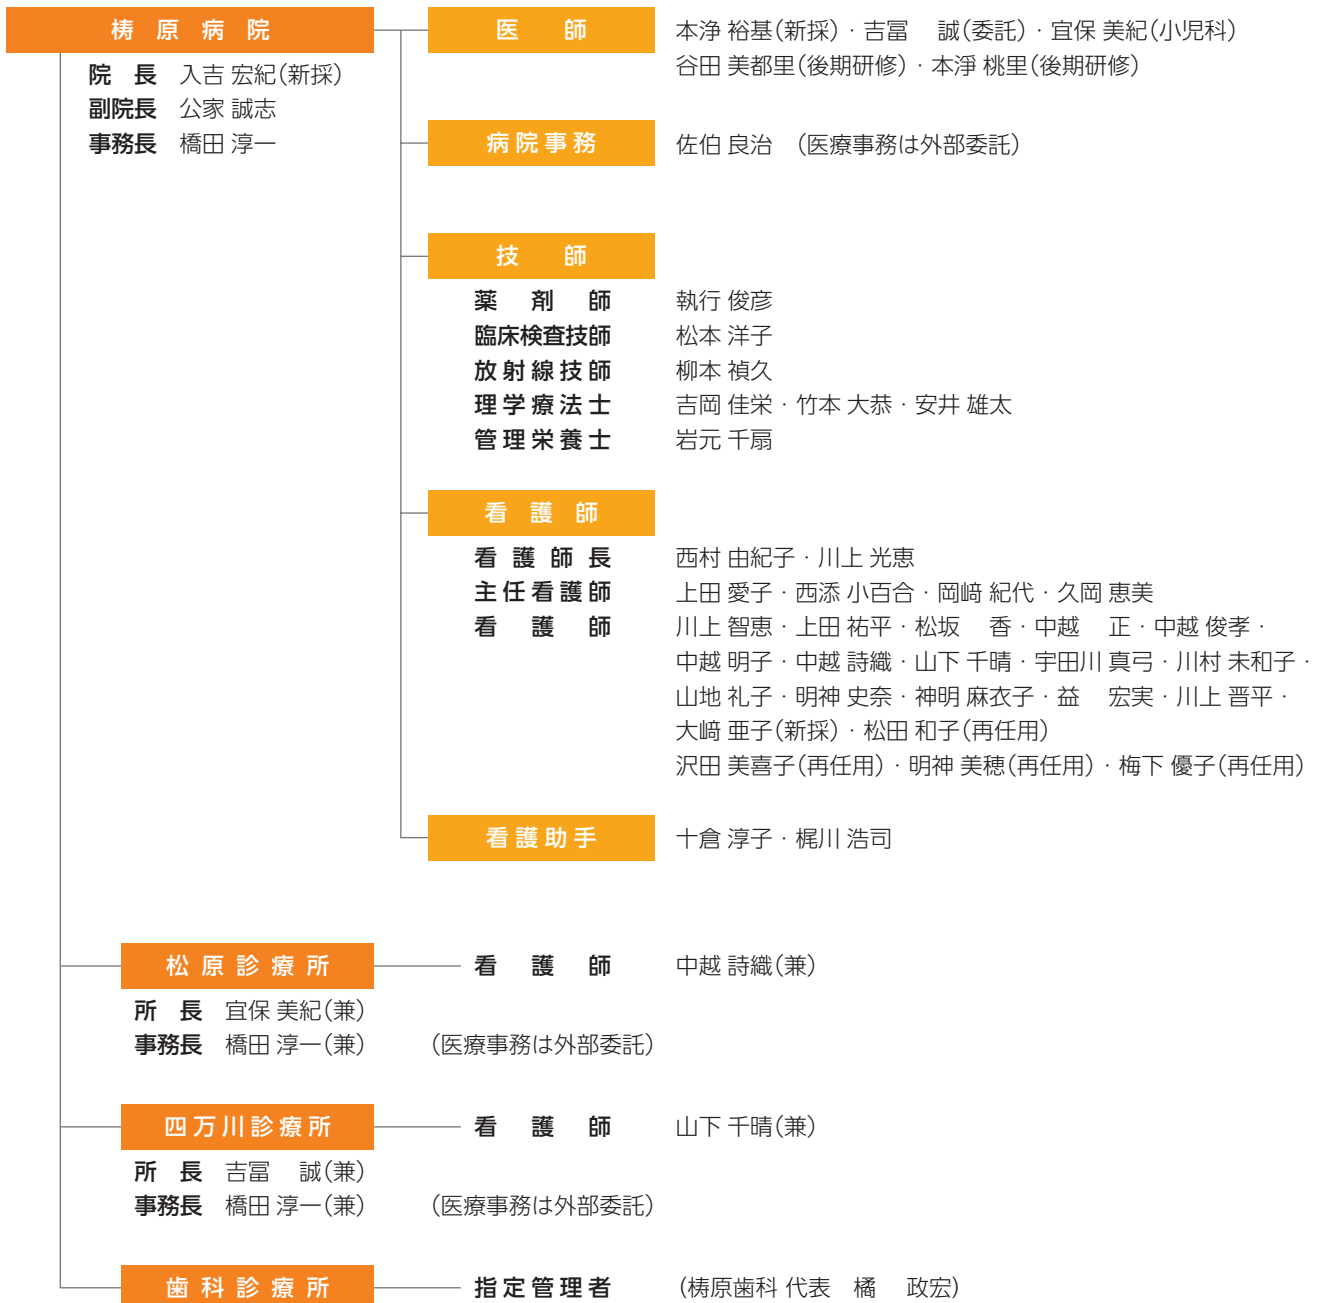 梼原病院
院　長　入吉 宏紀（新採）
副院長　公家 誠志
事務長　橋田 淳一
医　師　本浄 裕基（新採）・吉冨　誠（委託）・宜保 美紀（小児科）
谷田 美都里（後期研修）・本淨 桃里（後期研修）
病院事務　佐伯 良治　（医療事務は外部委託）
技　師
薬剤師　執行 俊彦
臨床検査技師　松本 洋子
放射線技師　柳本 禎久
理学療法士　吉岡 佳栄・竹本 大恭・安井 雄太
管理栄養士　岩元 千扇
看護師
看護師長　西村 由紀子・川上 光恵
主任看護師　上田 愛子・西添 小百合・岡﨑 紀代・久岡 恵美
看護師　川上 智恵・上田 祐平・松坂　香・中越　正・中越 俊孝・
中越 明子・中越 詩織・山下 千晴・宇田川 真弓・川村 未和子・
山地 礼子・明神 史奈・神明 麻衣子・益　宏実・川上 晋平・
大﨑 亜子（新採）・松田 和子（再任用）
沢田 美喜子（再任用）・明神 美穂（再任用）・梅下 優子（再任用）
看護助手　十倉 淳子・梶川 浩司
松原診療所　看護師　中越 詩織（兼）
所　長　宜保 美紀（兼）
事務長　橋田 淳一（兼）　（医療事務は外部委託）
四万川診療所　看護師　山下 千晴（兼）
所　長　吉冨　誠（兼）
事務長　橋田 淳一（兼）　（医療事務は外部委託）
歯科診療所　指定管理者　（梼原歯科 代表　橘　政宏）